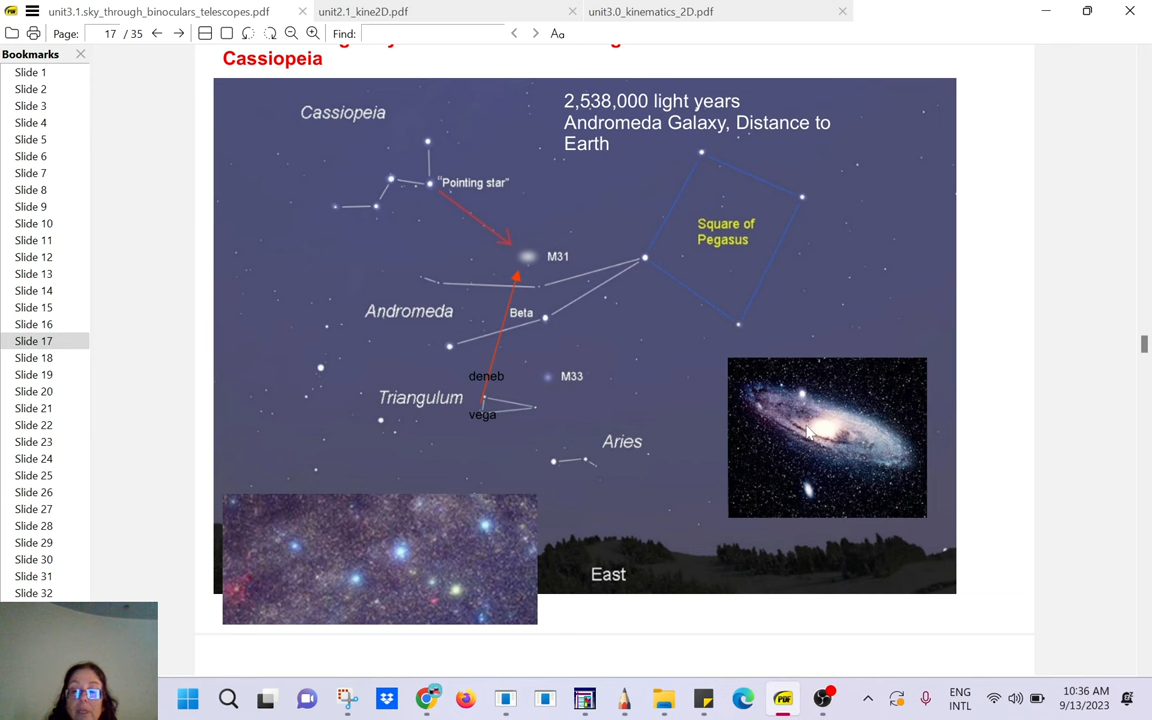 unit3.1.sky_through_binoculars_telescopes.pdf
unit2.1_kine2D.pdf
unit3.0_kinematics_2D.pdf
Page: 17 / 35
Find:
Aa
Bookmarks
Slide 1
Slide 2
Slide 3
Slide 4
Slide 5
Slide 6
Slide 7
Slide 8
Slide 9
Slide 10
Slide 11
Slide 12
Slide 13
Slide 14
Slide 15
Slide 16
Slide 17
Slide 18
Slide 19
Slide 20
Slide 21
Slide 22
Slide 23
Slide 24
Slide 25
Slide 26
Slide 27
Slide 28
Slide 29
Slide 30
Slide 31
Slide 32
Cassiopeia
Cassiopeia
2,538,000 light years
Andromeda Galaxy, Distance to
Earth
"Pointing star"
Square of
Pegasus
M31
Andromeda
Beta
deneb
M33
Triangulum
vega
Aries
East
PDF
ENG
INTL
10:36 AM
9/13/2023